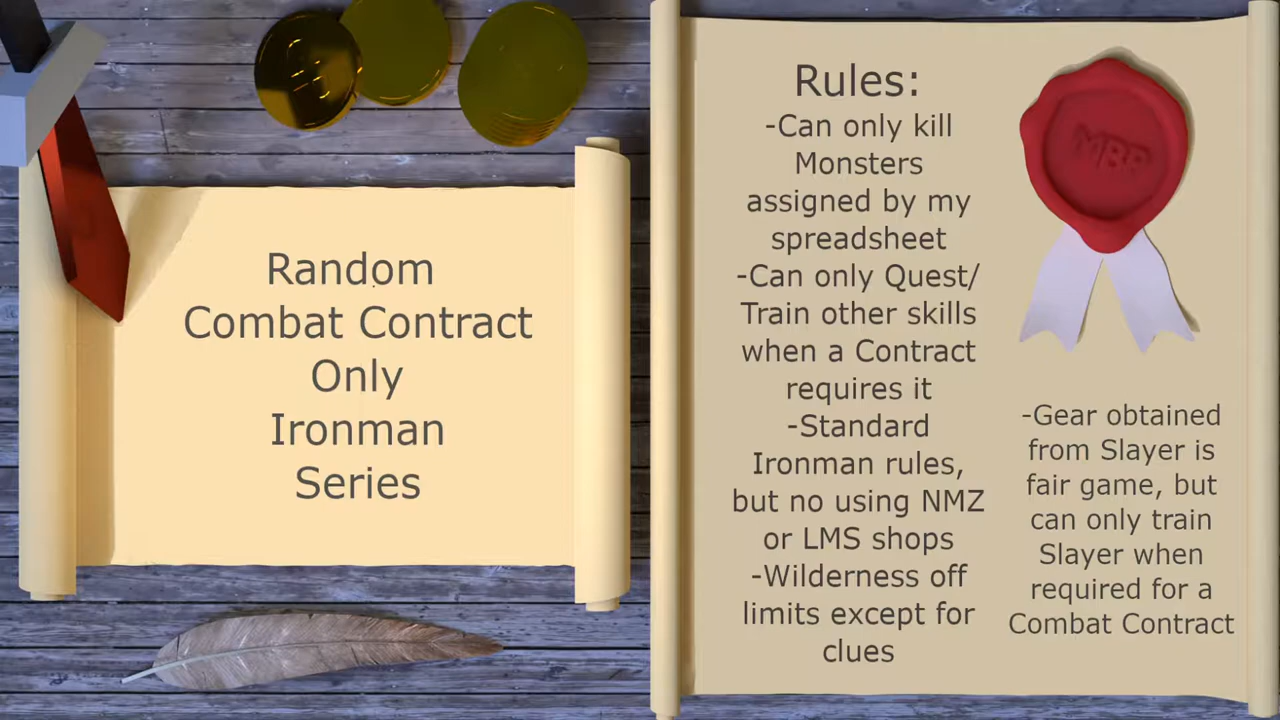 Random
Combat Contract
Only
Ironman
Series
Rules:
-Can only kill
Monsters
assigned by my
spreadsheet
-Can only Quest/
Train other skills
when a Contract
requires it
-Standard
Ironman rules,
but no using NMZ
or LMS shops
-Wilderness off
limits except for
clues
MBP
-Gear obtained
from Slayer is
fair game, but
can only train
Slayer when
required for a
Combat Contract